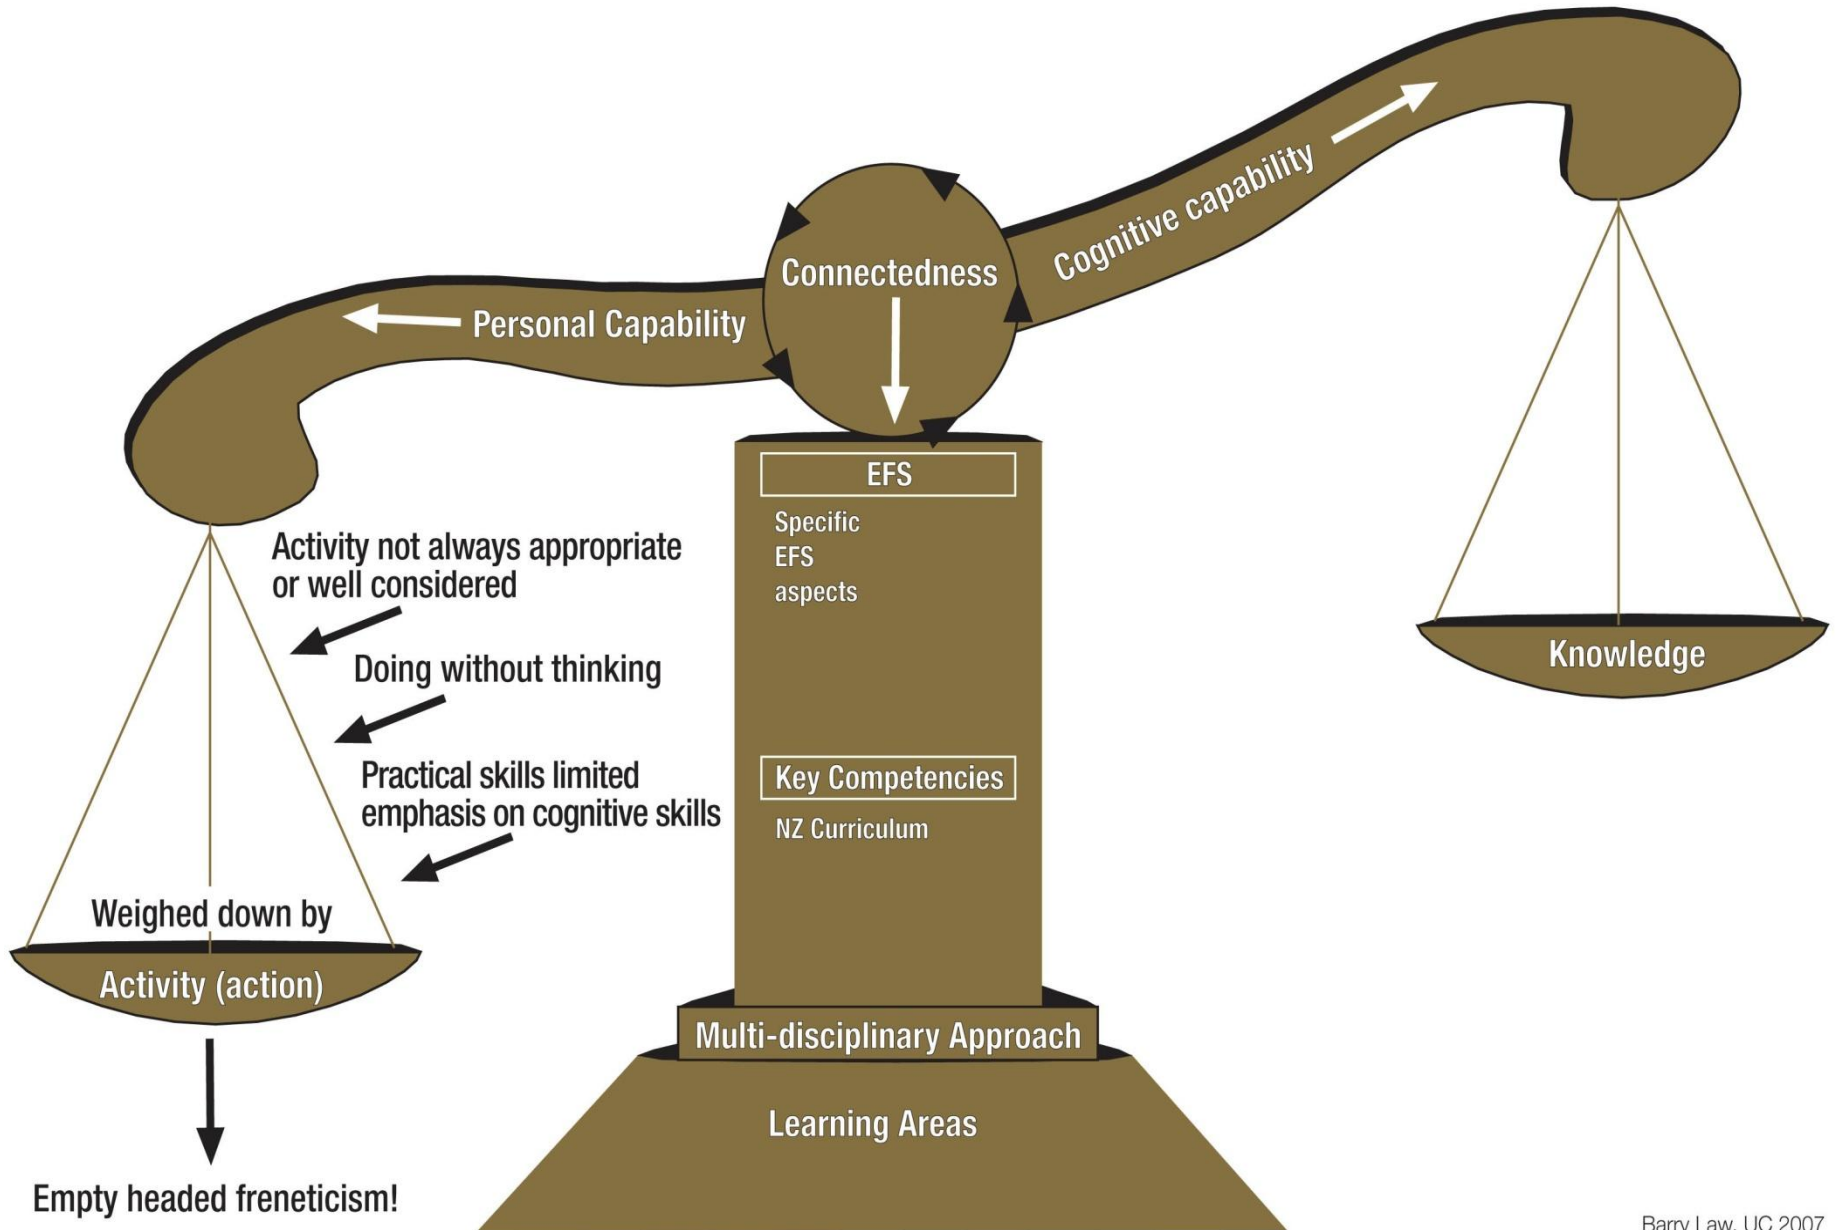 Cognitive capability
Connectedness
Personal Capability
EFS
Specific
EFS
aspects
Key Competencies
NZ Curriculum
Multi-disciplinary Approach
Learning Areas
Activity not always appropriate
or well considered
Doing without thinking
Practical skills limited
emphasis on cognitive skills
Weighed down by
Activity (action)
Empty headed freneticism!
Knowledge
Barry Law, UC 2007